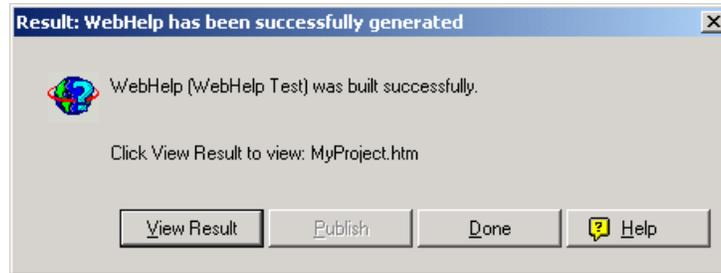 Result: WebHelp has been successfully generated
WebHelp (WebHelp Test) was built successfully.
Click View Result to view: MyProject.htm
View Result Publish Done Help